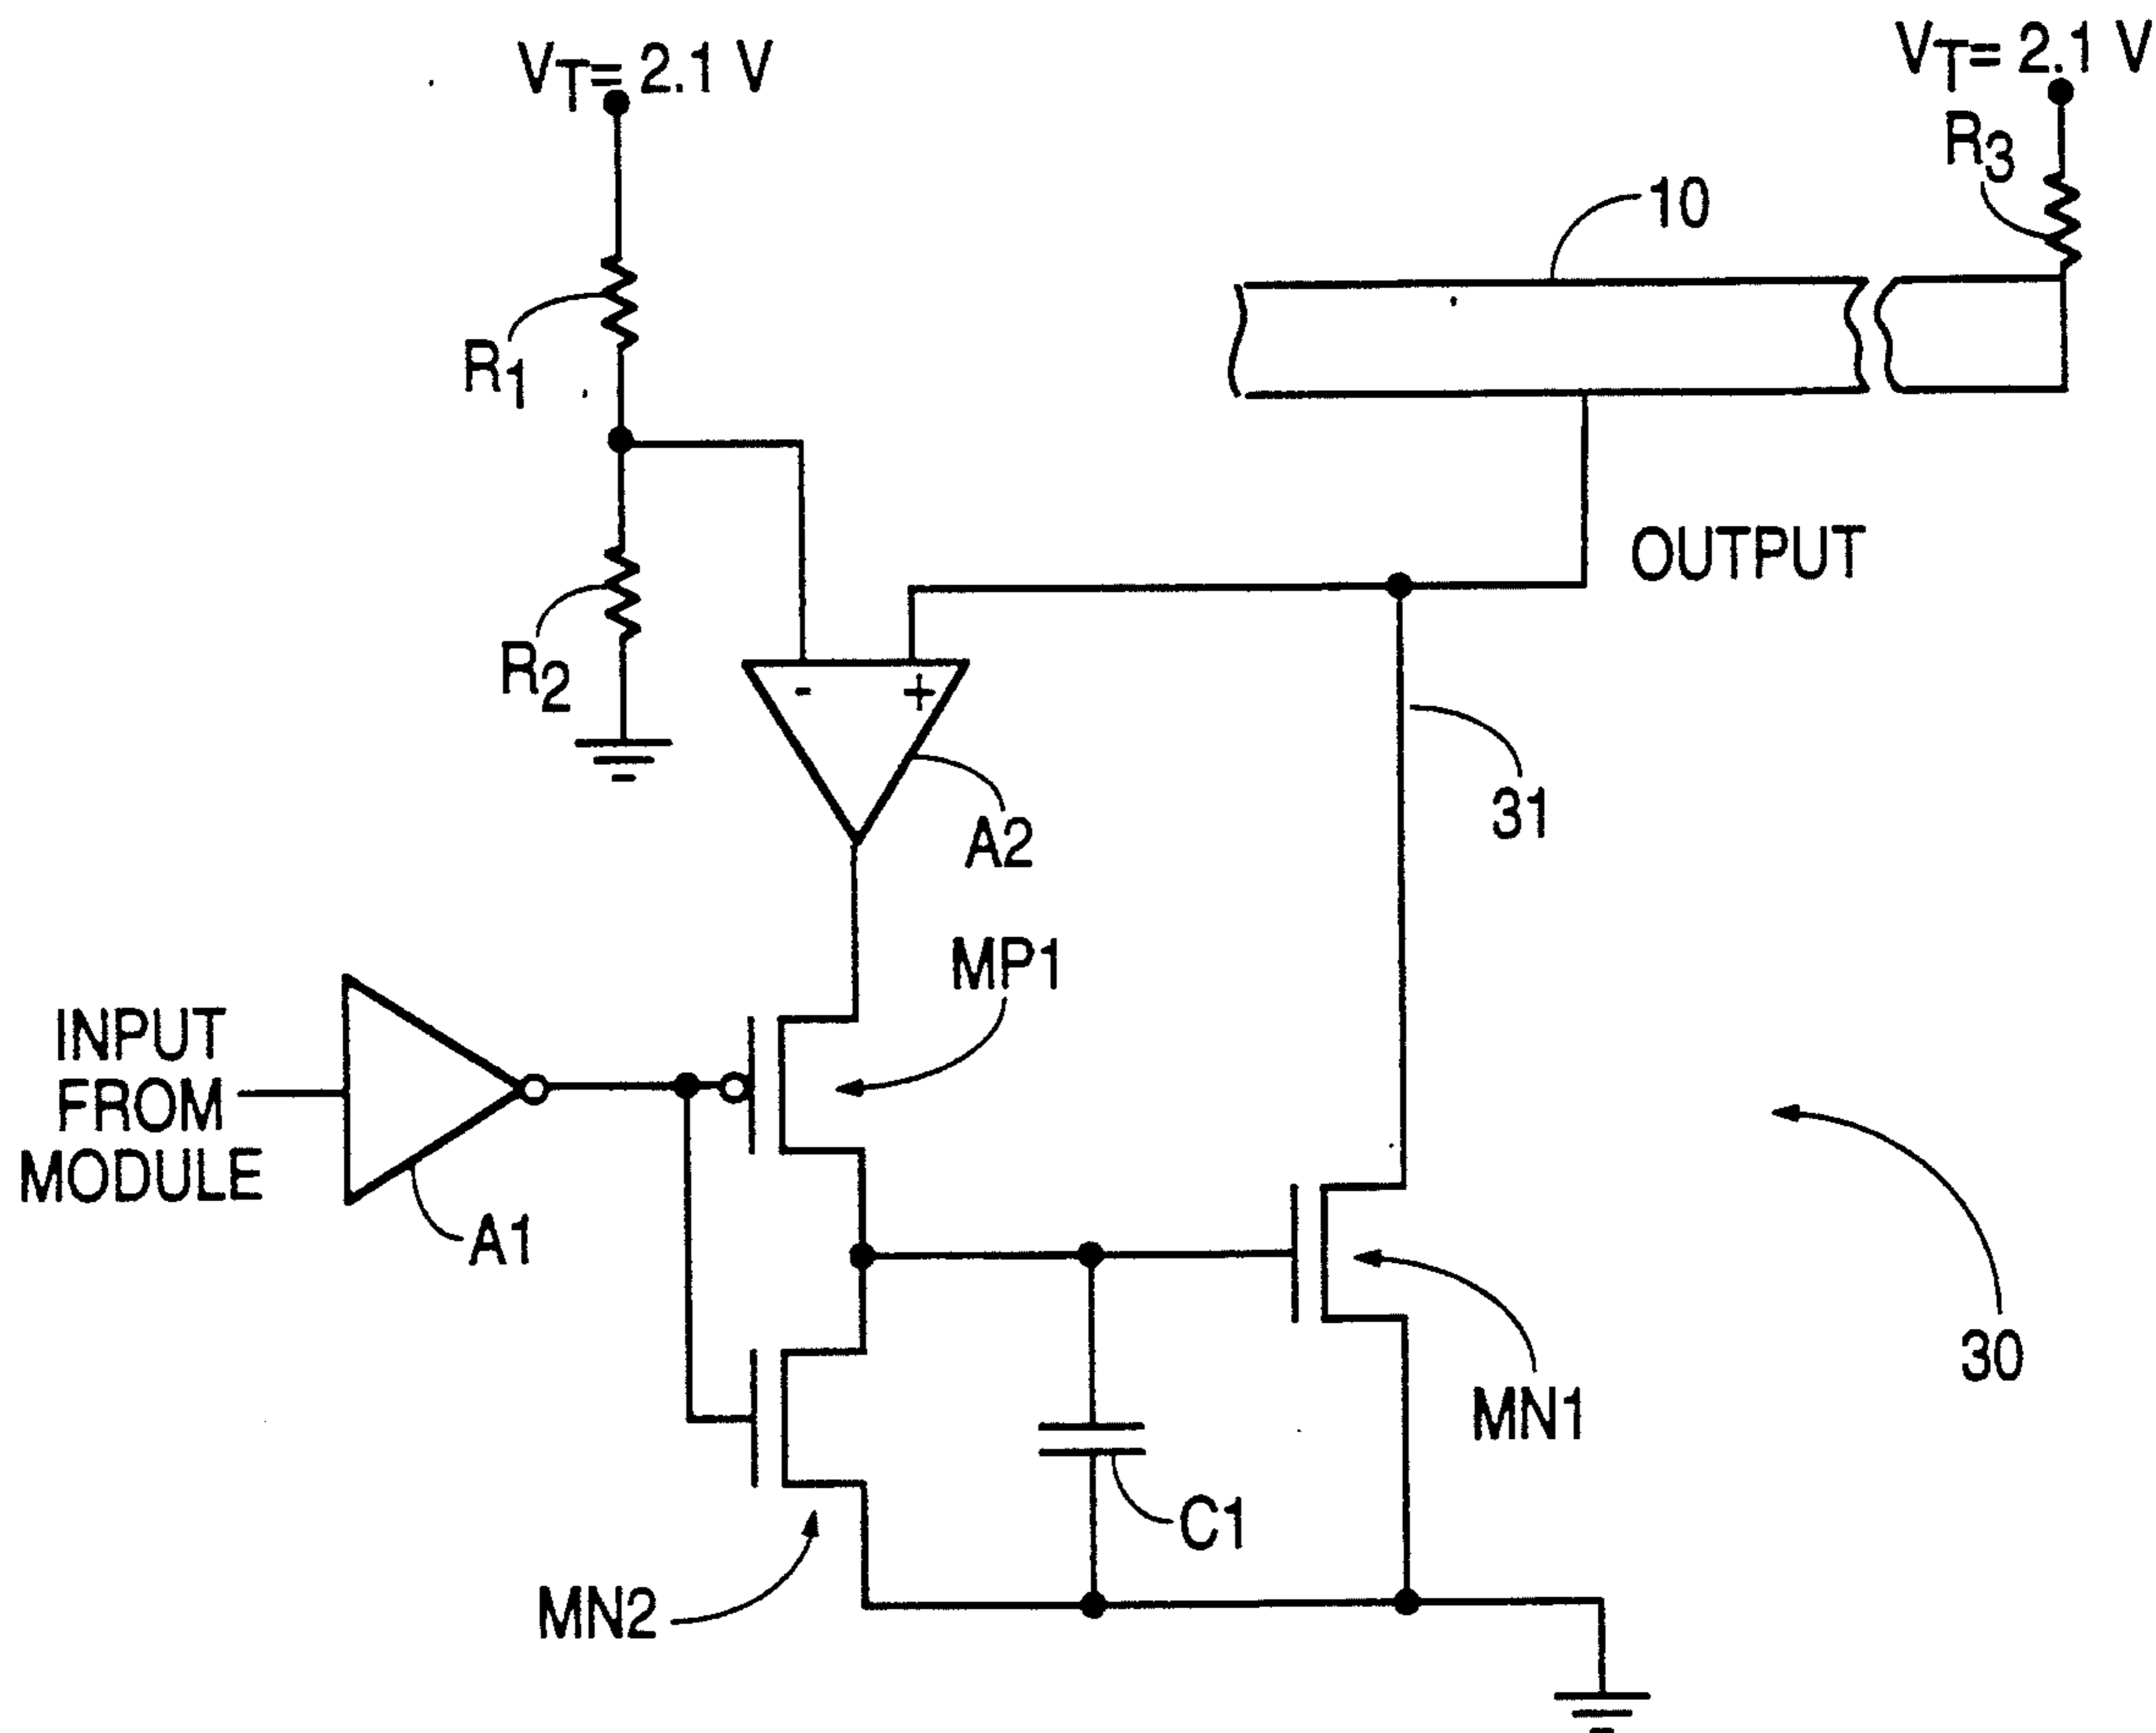 VT= 2.1 V
VT= 2.1 V
R3
10
R1
OUTPUT
R2
- +
31
A2
MP1
INPUT
FROM
MODULE
A1
30
MN1
C1
MN2